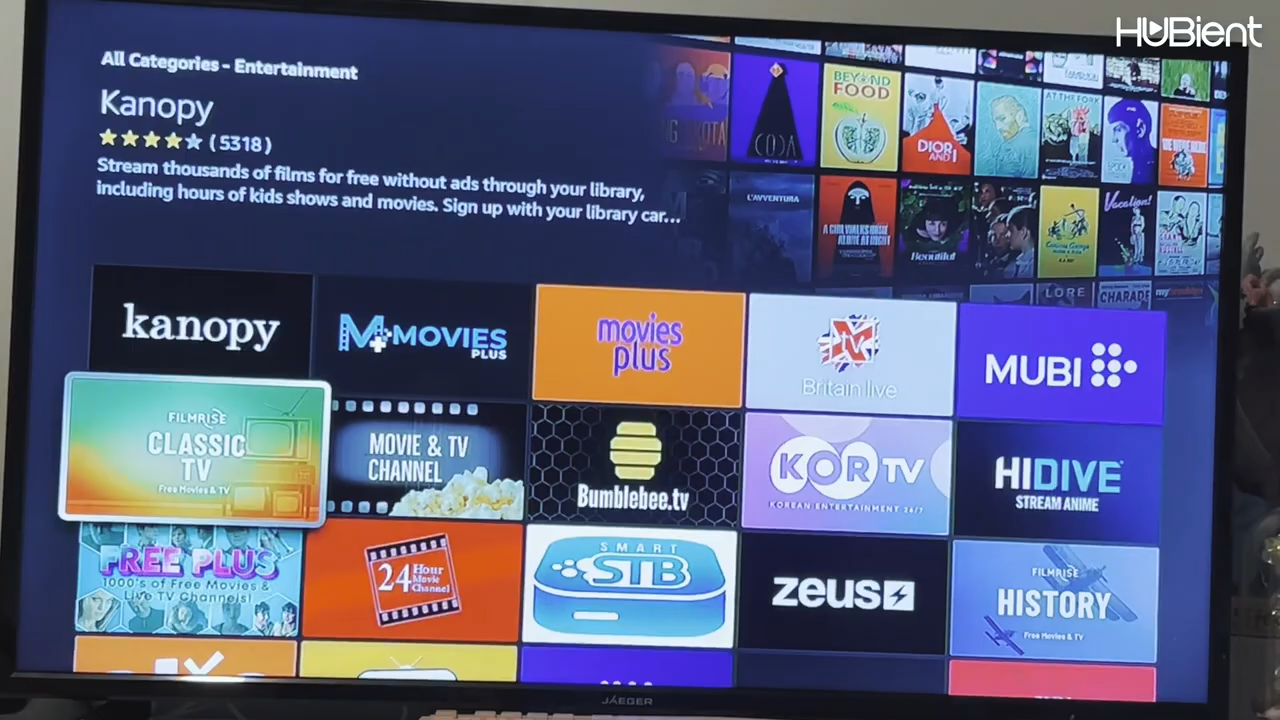 HUBient
All Categories - Entertainment
Kanopy
(5318)
Stream thousands of films for free without ads through your library,
including hours of kids shows and movies. Sign up with your library car...
CODA
BEYOND
FOOD
DIOR
AND I
AT THE FORK
L'AVVENTURA
A GIRL WALKS HOME
ALONE AT NIGHT
Beautiful
Curious George
Vacation!
LORE
CHARADE
kanopy
M+MOVIES
PLUS
movies
plus
tv
Britain live
MUBI
FILMRISE
CLASSIC
TV
Free Movies & TV
MOVIE & TV
CHANNEL
Bumblebee.tv
KOR TV
KOREAN ENTERTAINMENT 24/7
HIDIVE
STREAM ANIME
FREE PLUS
1000's of Free Movies &
Live TV Channels!
24 Hour
Movie
Channel
SMART
STB
zeus
FILMRISE
HISTORY
Free Movies & TV
JÄEGER